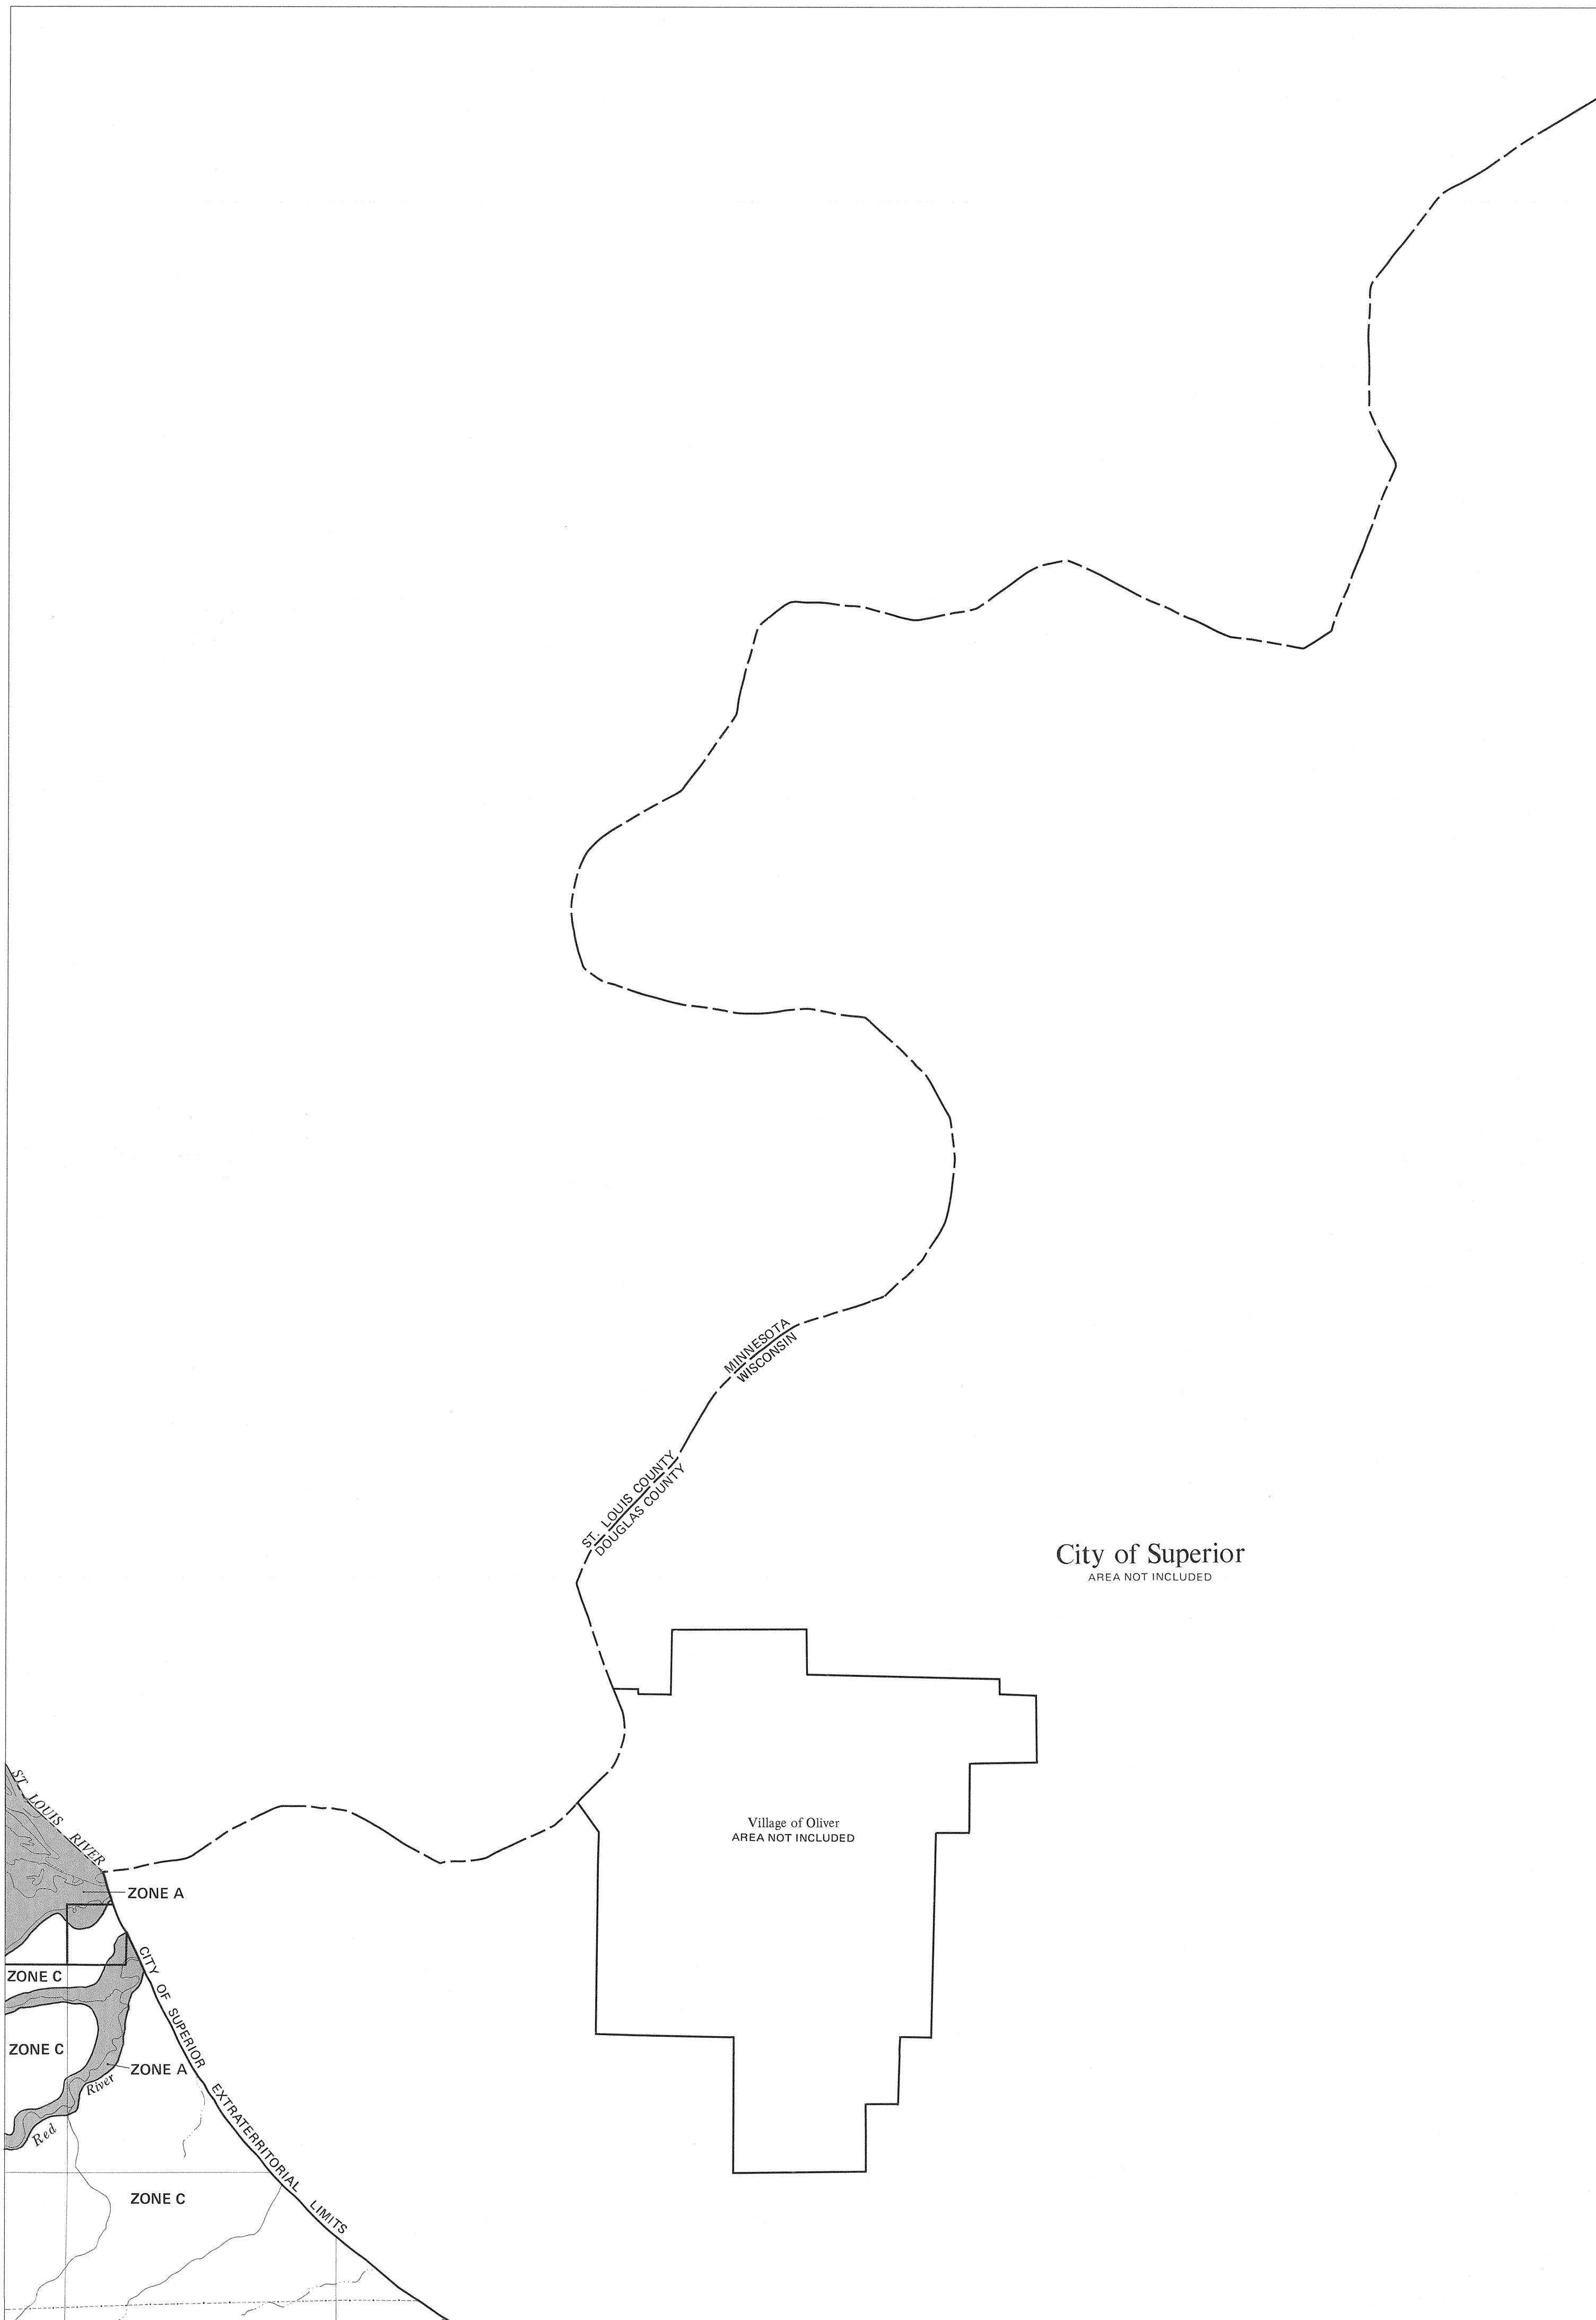 MINNESOTA
WISCONSIN
ST. LOUIS COUNTY
DOUGLAS COUNTY
City of Superior
AREA NOT INCLUDED
Village of Oliver
AREA NOT INCLUDED
ST LOUIS RIVER
ZONE A
ZONE C
CITY OF SUPERIOR EXTRATERRITORIAL LIMITS
ZONE C
ZONE A
Red River
ZONE C